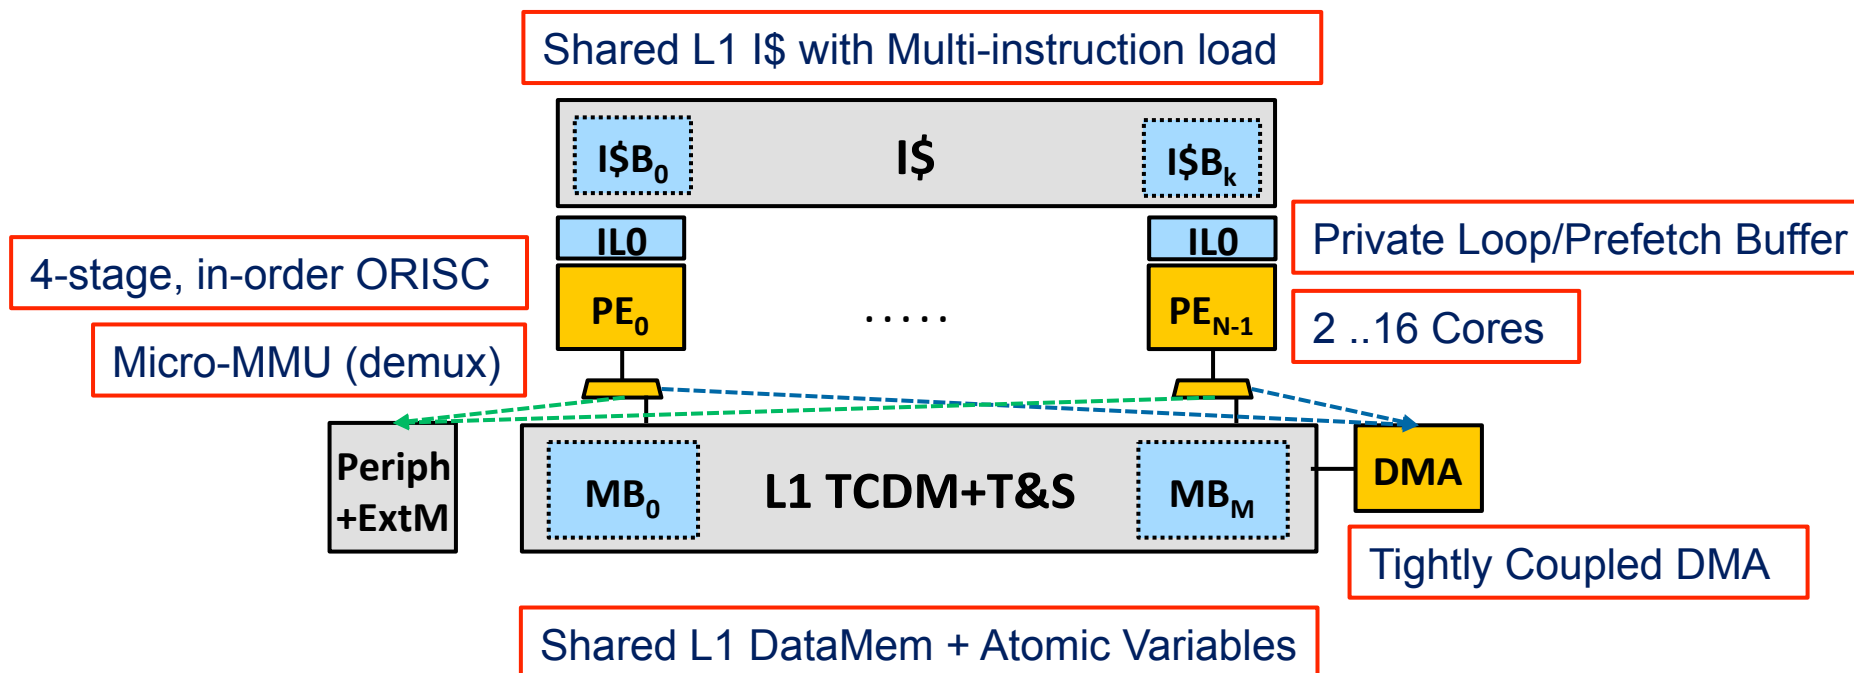 Shared L1 I$ with Multi-instruction load
I$B0
I$
I$Bk
IL0
IL0
Private Loop/Prefetch Buffer
4-stage, in-order ORISC
PE0
.....
PEN-1
2 ..16 Cores
Micro-MMU (demux)
Periph
+ExtM
MB0
L1 TCDM+T&S
MBM
DMA
Tightly Coupled DMA
Shared L1 DataMem + Atomic Variables